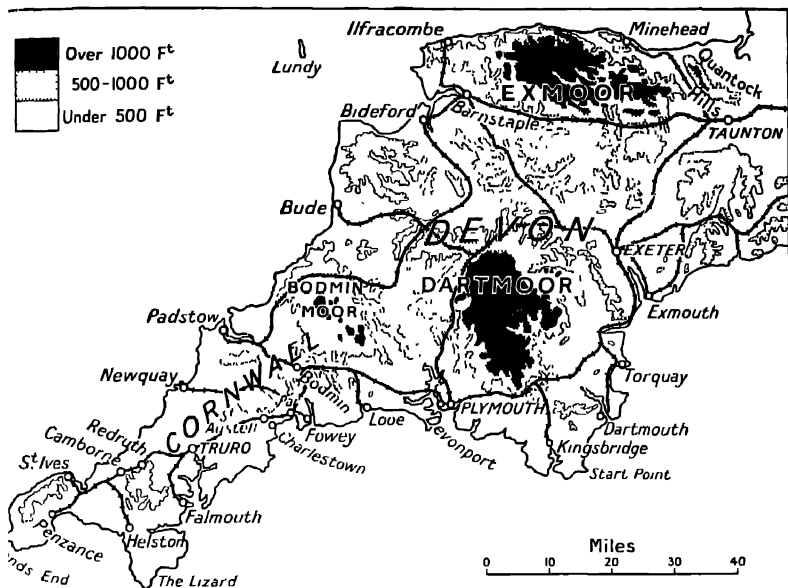 Over 1000 Ft
500-1000 Ft
Under 500 Ft
Lundy
Ilfracombe
Minehead
Quantock
Hills
EXMOOR
Barnstaple
Bideford
TAUNTON
Bude
DEVON
EXETER
BODMIN
MOOR
DARTMOOR
Exmouth
Padstow
Torquay
Newquay
CORNWALL
Bodmin
PLYMOUTH
Devonport
Looe
Fowey
Charlestown
Dartmouth
Kingsbridge
Start Point
Redruth
Camborne
TRURO
St Ives
Falmouth
Penzance
Helston
nds End
The Lizard
Miles
0 10 20 30 40